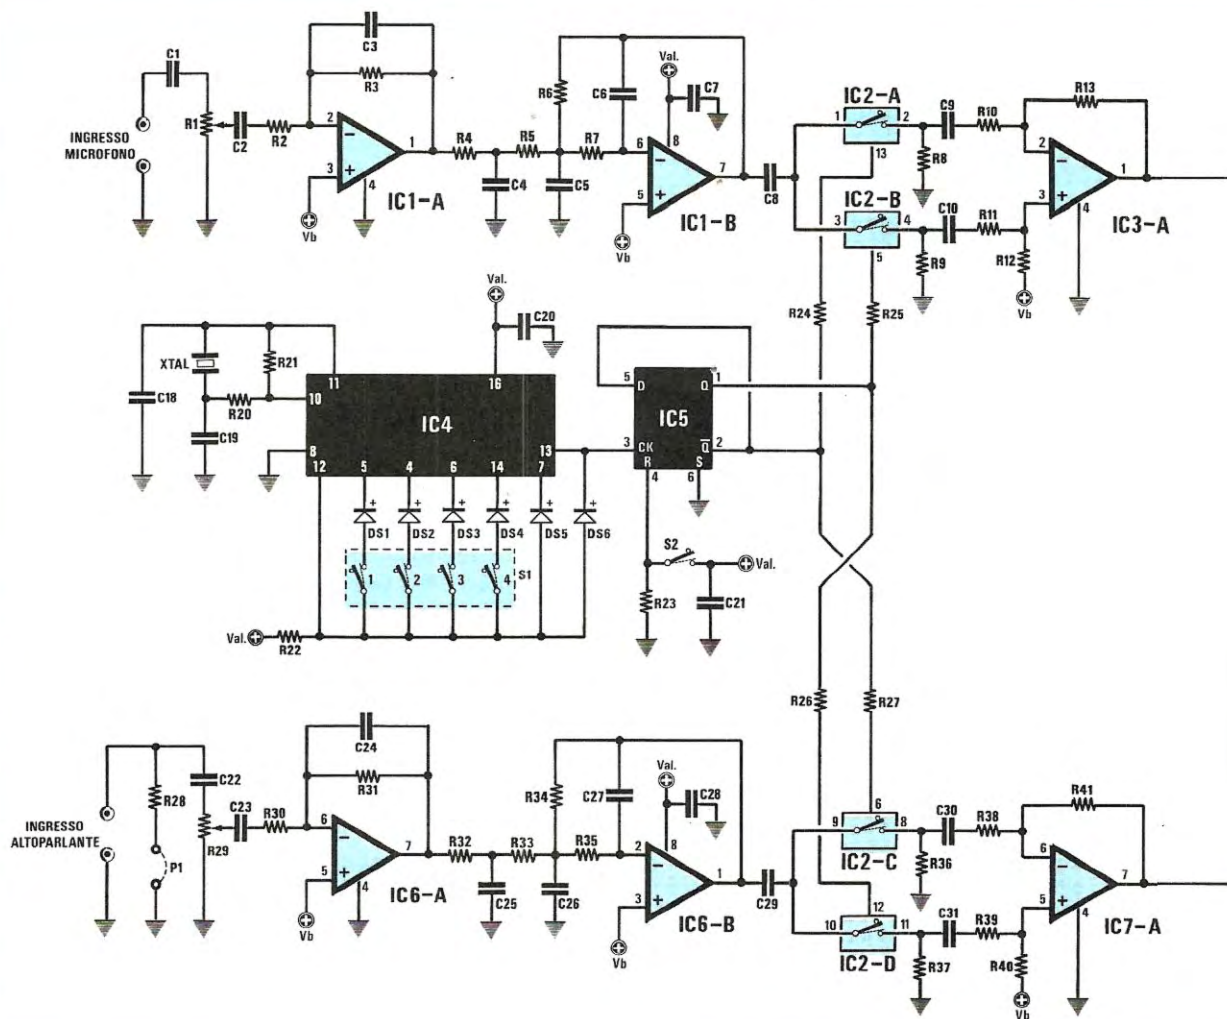 C1
C3
R3
R6
C6
Val.
C7
IC2-A
C9
R10
R13
INGRESSO
MICROFONO
R1
C2
R2
2
3
1
4
IC1-A
Vb
R4
R5
R7
C4
C5
6
5
8
7
IC1-B
Vb
C8
1
2
13
R8
IC2-B
3
4
5
C10
R11
R9
R12
Vb
2
3
1
4
IC3-A
Val.
C20
R24
R25
XTAL
R21
C18
R20
C19
11
16
10
IC4
8
12
5
4
6
14
7
13
5
D
Q
1
IC5
3
CK
Q
2
R
S
4
6
+
+
+
+
+
+
DS1
DS2
DS3
DS4
DS5
DS6
1
2
3
4
S1
S2
Val.
R23
C21
Val.
R22
R26
R27
C24
R31
R34
C27
Val.
C28
C22
R28
INGRESSO
ALTOPARLANTE
P1
R29
C23
R30
6
5
7
4
IC6-A
Vb
R32
R33
R35
C25
C26
2
3
8
1
IC6-B
Vb
C29
9
6
8
IC2-C
C30
R38
R41
R36
10
12
11
IC2-D
C31
R39
R37
R40
Vb
6
5
7
4
IC7-A